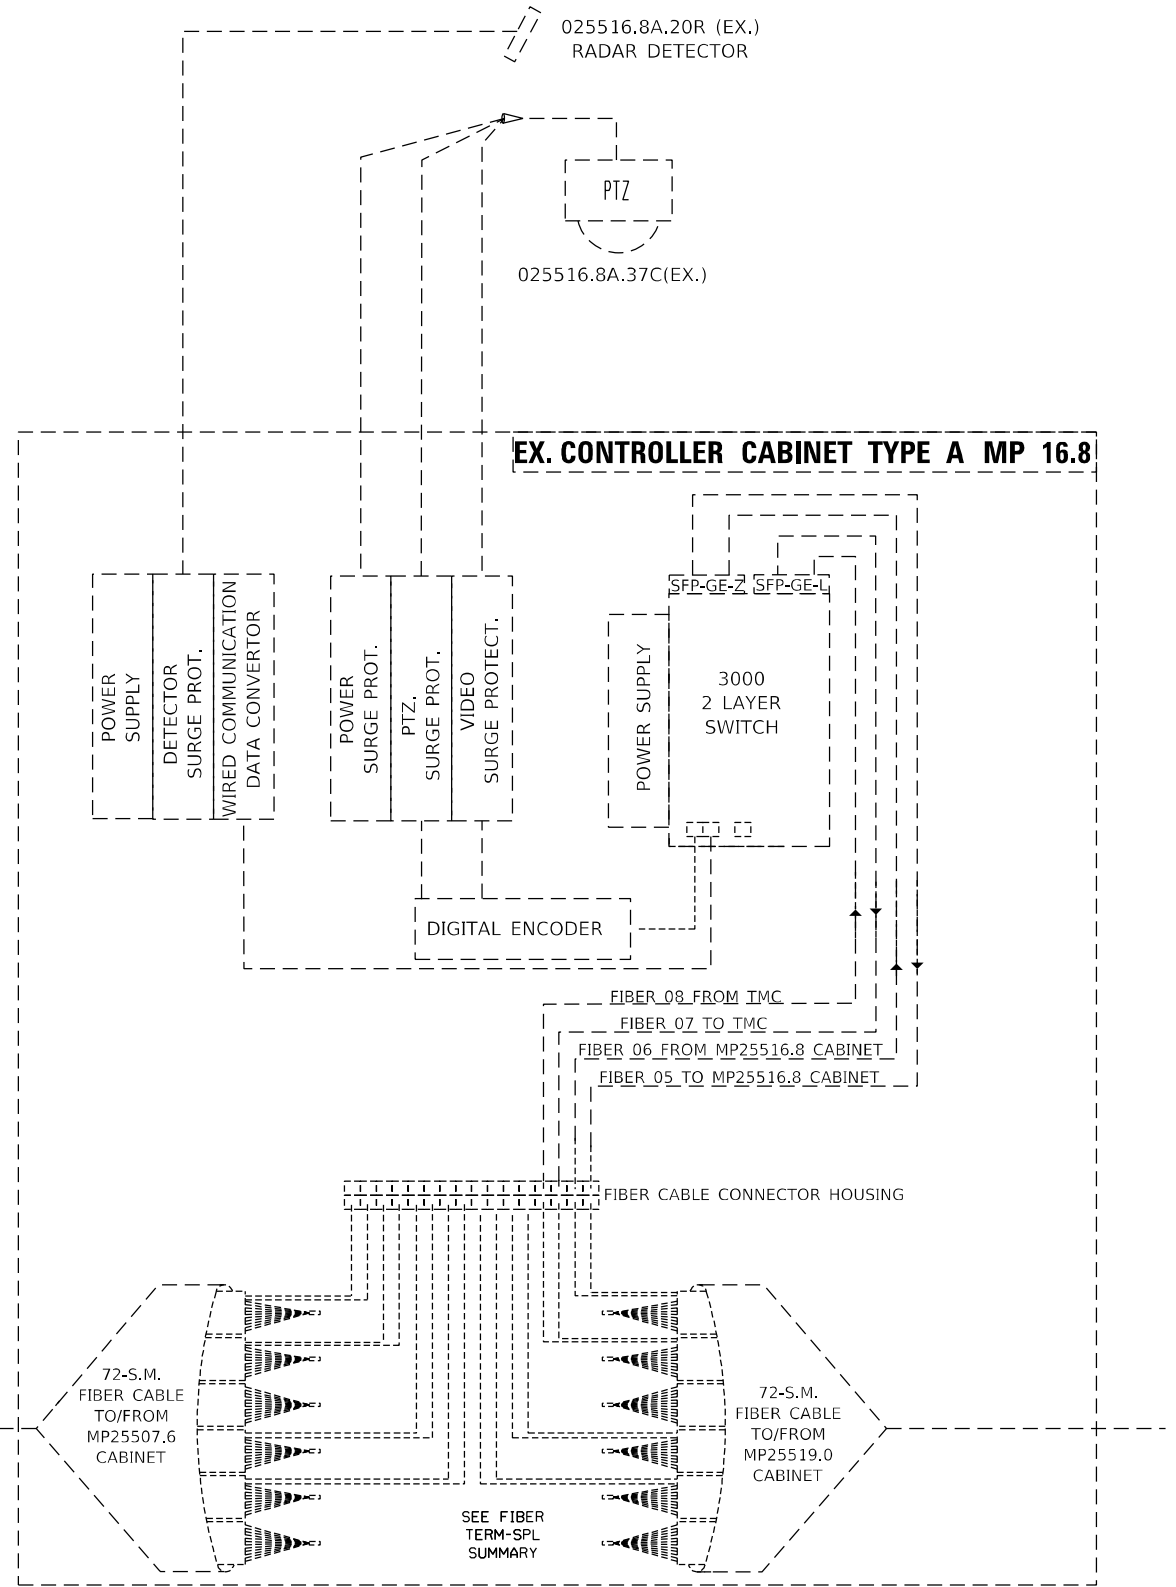 025516.8A.20R (EX.)
RADAR DETECTOR
PTZ
025516.8A.37C(EX.)
EX. CONTROLLER CABINET TYPE A MP 16.8
SFP-GE-Z
SFP-GE-L
POWER
SUPPLY
DETECTOR
SURGE PROT.
WIRED COMMUNICATION
DATA CONVERTOR
POWER
SURGE PROT.
PTZ.
SURGE PROT.
VIDEO
SURGE PROTECT.
POWER SUPPLY
3000
2 LAYER
SWITCH
DIGITAL ENCODER
FIBER 08 FROM TMC
FIBER 07 TO TMC
FIBER 06 FROM MP25516.8 CABINET
FIBER 05 TO MP25516.8 CABINET
FIBER CABLE CONNECTOR HOUSING
72-S.M.
FIBER CABLE
TO/FROM
MP25507.6
CABINET
72-S.M.
FIBER CABLE
TO/FROM
MP25519.0
CABINET
SEE FIBER
TERM-SPL
SUMMARY